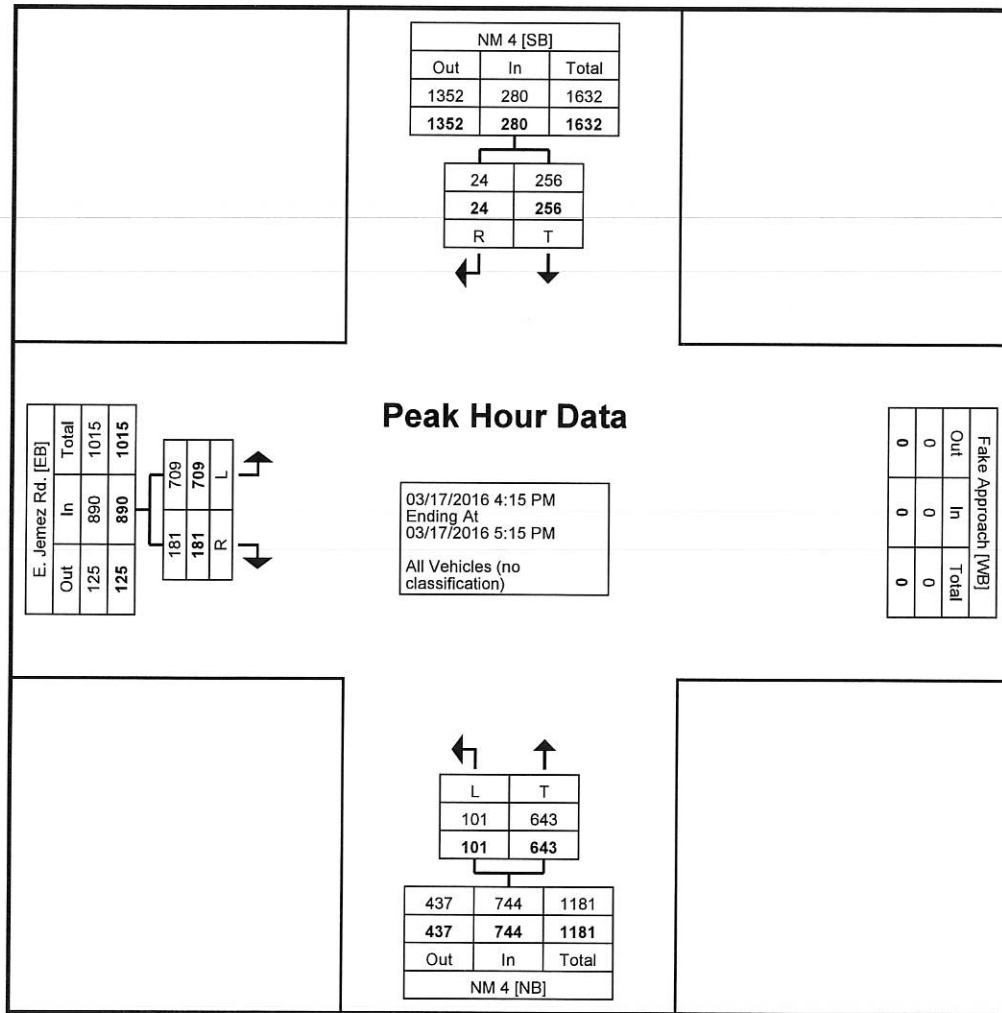 NM 4 [SB]
Out In Total
1352 280 1632
1352 280 1632
24 256
24 256
R T
Peak Hour Data
E. Jemez Rd. [EB]
Out In Total
125 890 1015
125 890 1015
181 709
181 709
R L
03/17/2016 4:15 PM
Ending At
03/17/2016 5:15 PM
All Vehicles (no
classification)
Fake Approach [WB]
Out In Total
0 0 0
0 0 0
L T
101 643
101 643
437 744 1181
437 744 1181
Out In Total
NM 4 [NB]